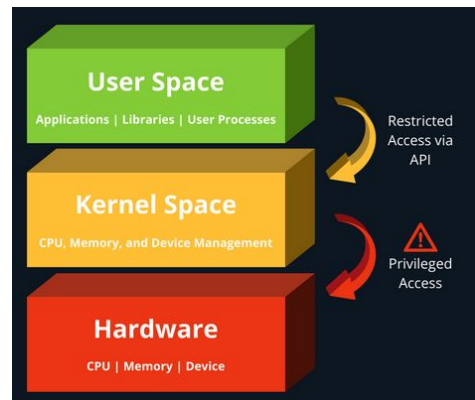 User Space
Applications | Libraries | User Processes
Restricted
Access via
API
Kernel Space
CPU, Memory, and Device Management
Privileged
Access
Hardware
CPU | Memory | Device